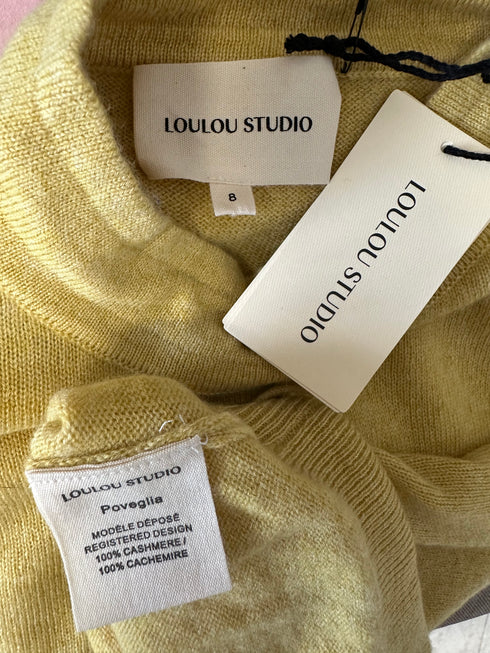 LOULOU STUDIO
8
LOULOU STUDIO
LOULOU STUDIO
Poveglia
MODÈLE DÉPOSÉ
REGISTERED DESIGN
100% CASHMERE /
100% CACHEMIRE